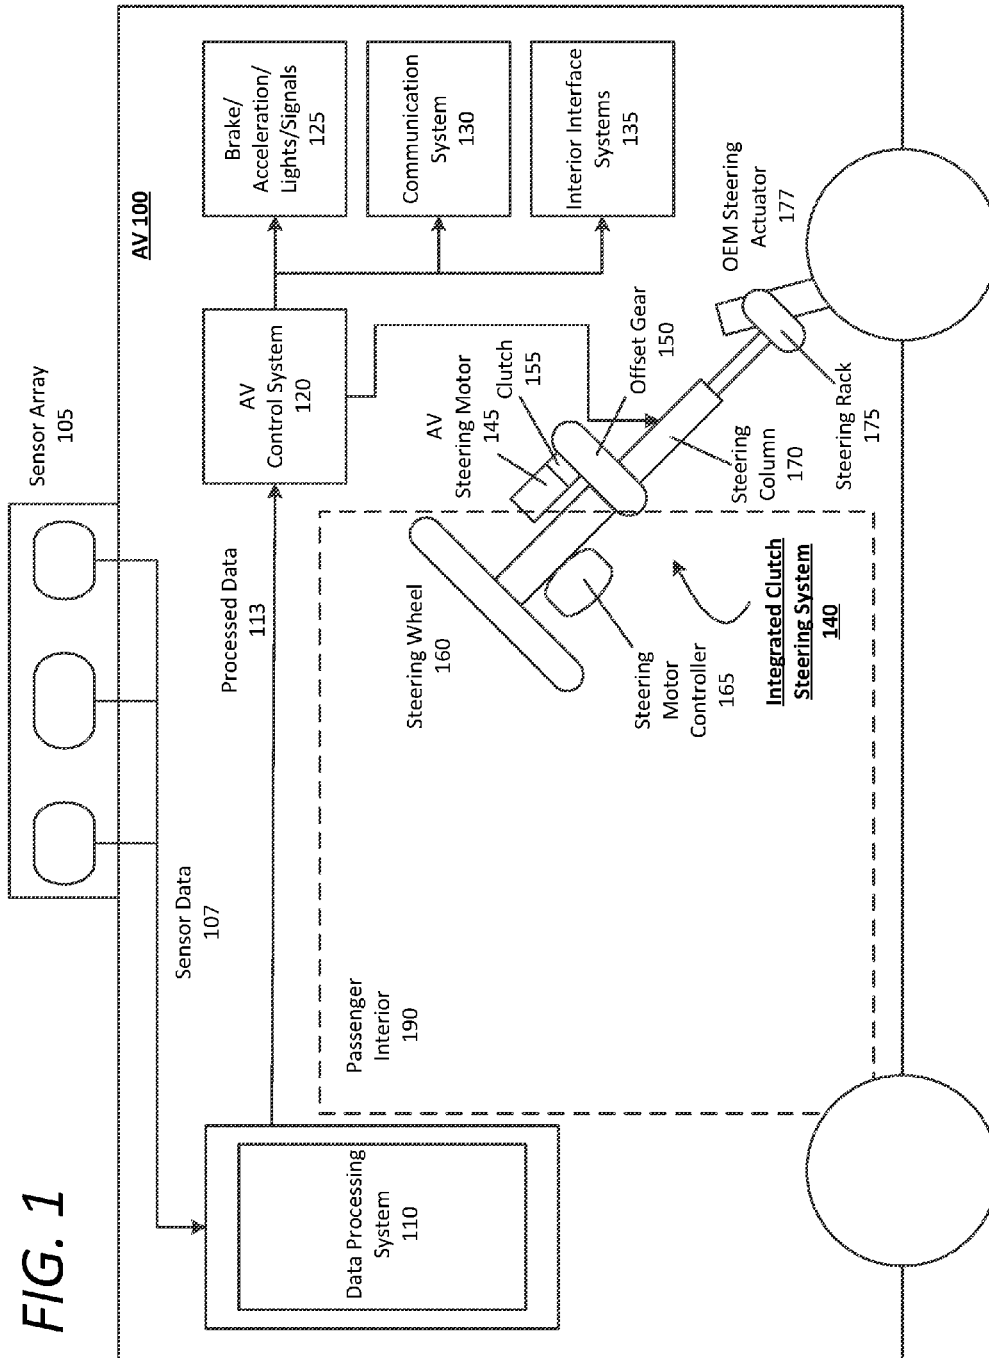 FIG. 1
Sensor Array
105
AV 100
Sensor Data
107
Processed Data
113
Data Processing
System
110
AV
Control System
120
Brake/
Acceleration/
Lights/Signals
125
Communication
System
130
Interior Interface
Systems
135
Passenger
Interior
190
Steering Wheel
160
AV
Steering Motor
145
Clutch
155
Offset Gear
150
OEM Steering
Actuator
177
Steering
Motor
Controller
165
Integrated Clutch
Steering System
140
Steering
Column
170
Steering Rack
175